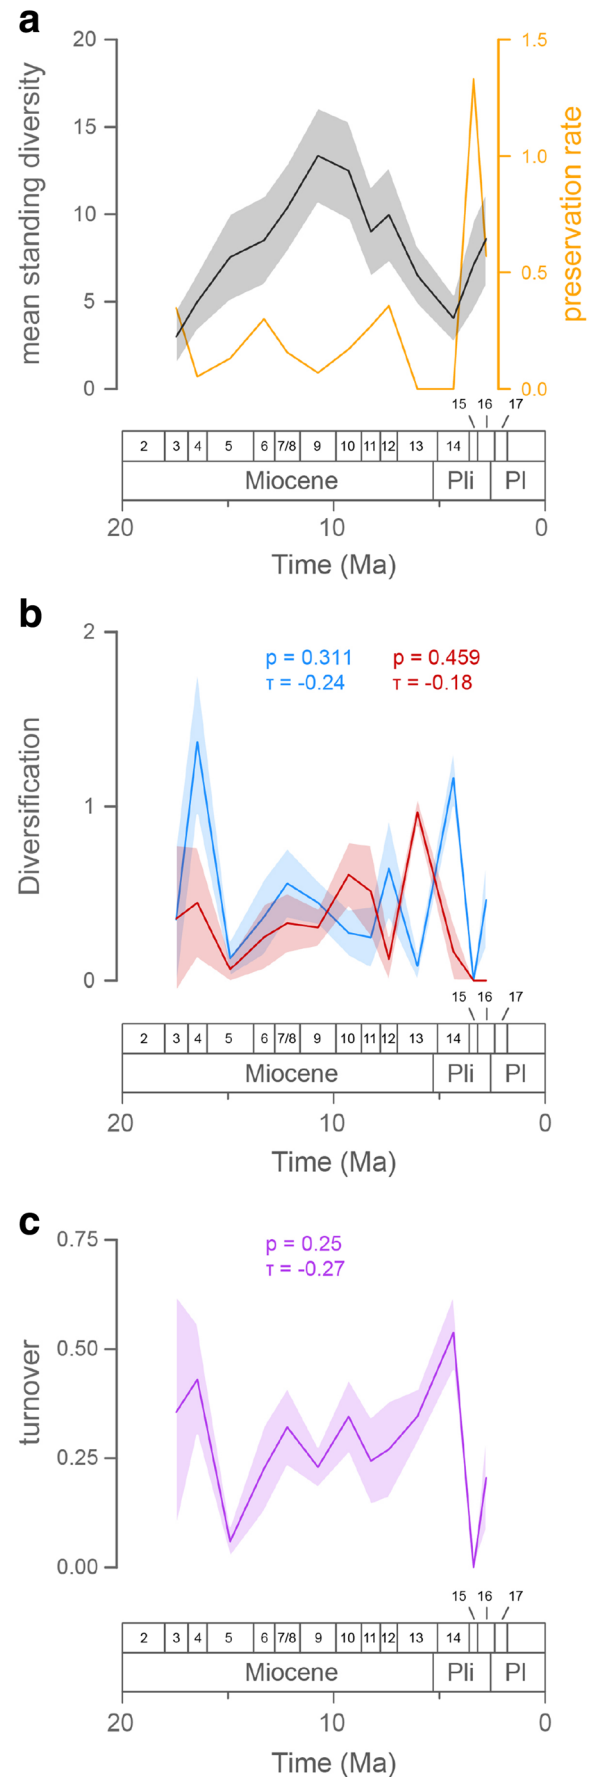 a
20
15
10
5
0
mean standing diversity
1.5
1.0
0.5
0.0
preservation rate
15 16 17
2 3 4 5 6 7/8 9 10 11 12 13 14
Miocene Pli Pl
20 10 0
Time (Ma)
b
2
1
0
Diversification
p = 0.311 p = 0.459
τ = -0.24 τ = -0.18
15 16 17
2 3 4 5 6 7/8 9 10 11 12 13 14
Miocene Pli Pl
20 10 0
Time (Ma)
c
0.75
0.50
0.25
0.00
turnover
p = 0.25
τ = -0.27
15 16 17
2 3 4 5 6 7/8 9 10 11 12 13 14
Miocene Pli Pl
20 10 0
Time (Ma)